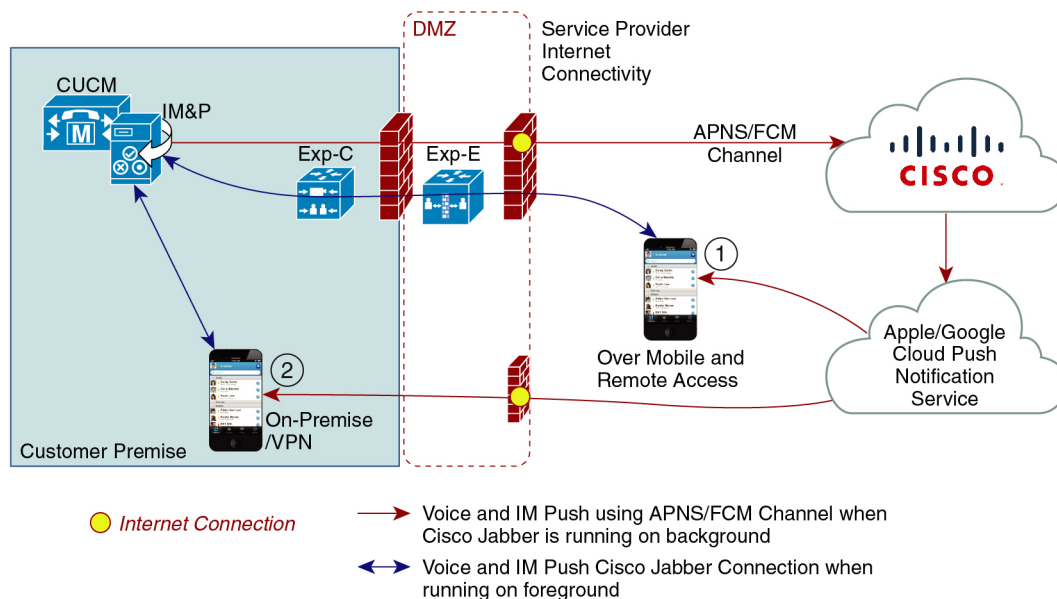 DMZ
Service Provider
Internet
Connectivity
CUCM
IM&P
M
Exp-C
Exp-E
APNS/FCM
Channel
CISCO
1
Over Mobile and
Remote Access
Apple/Google
Cloud Push
Notification
Service
2
On-Premise
/VPN
Customer Premise
Internet Connection
Voice and IM Push using APNS/FCM Channel when
Cisco Jabber is running on background
Voice and IM Push Cisco Jabber Connection when
running on foreground